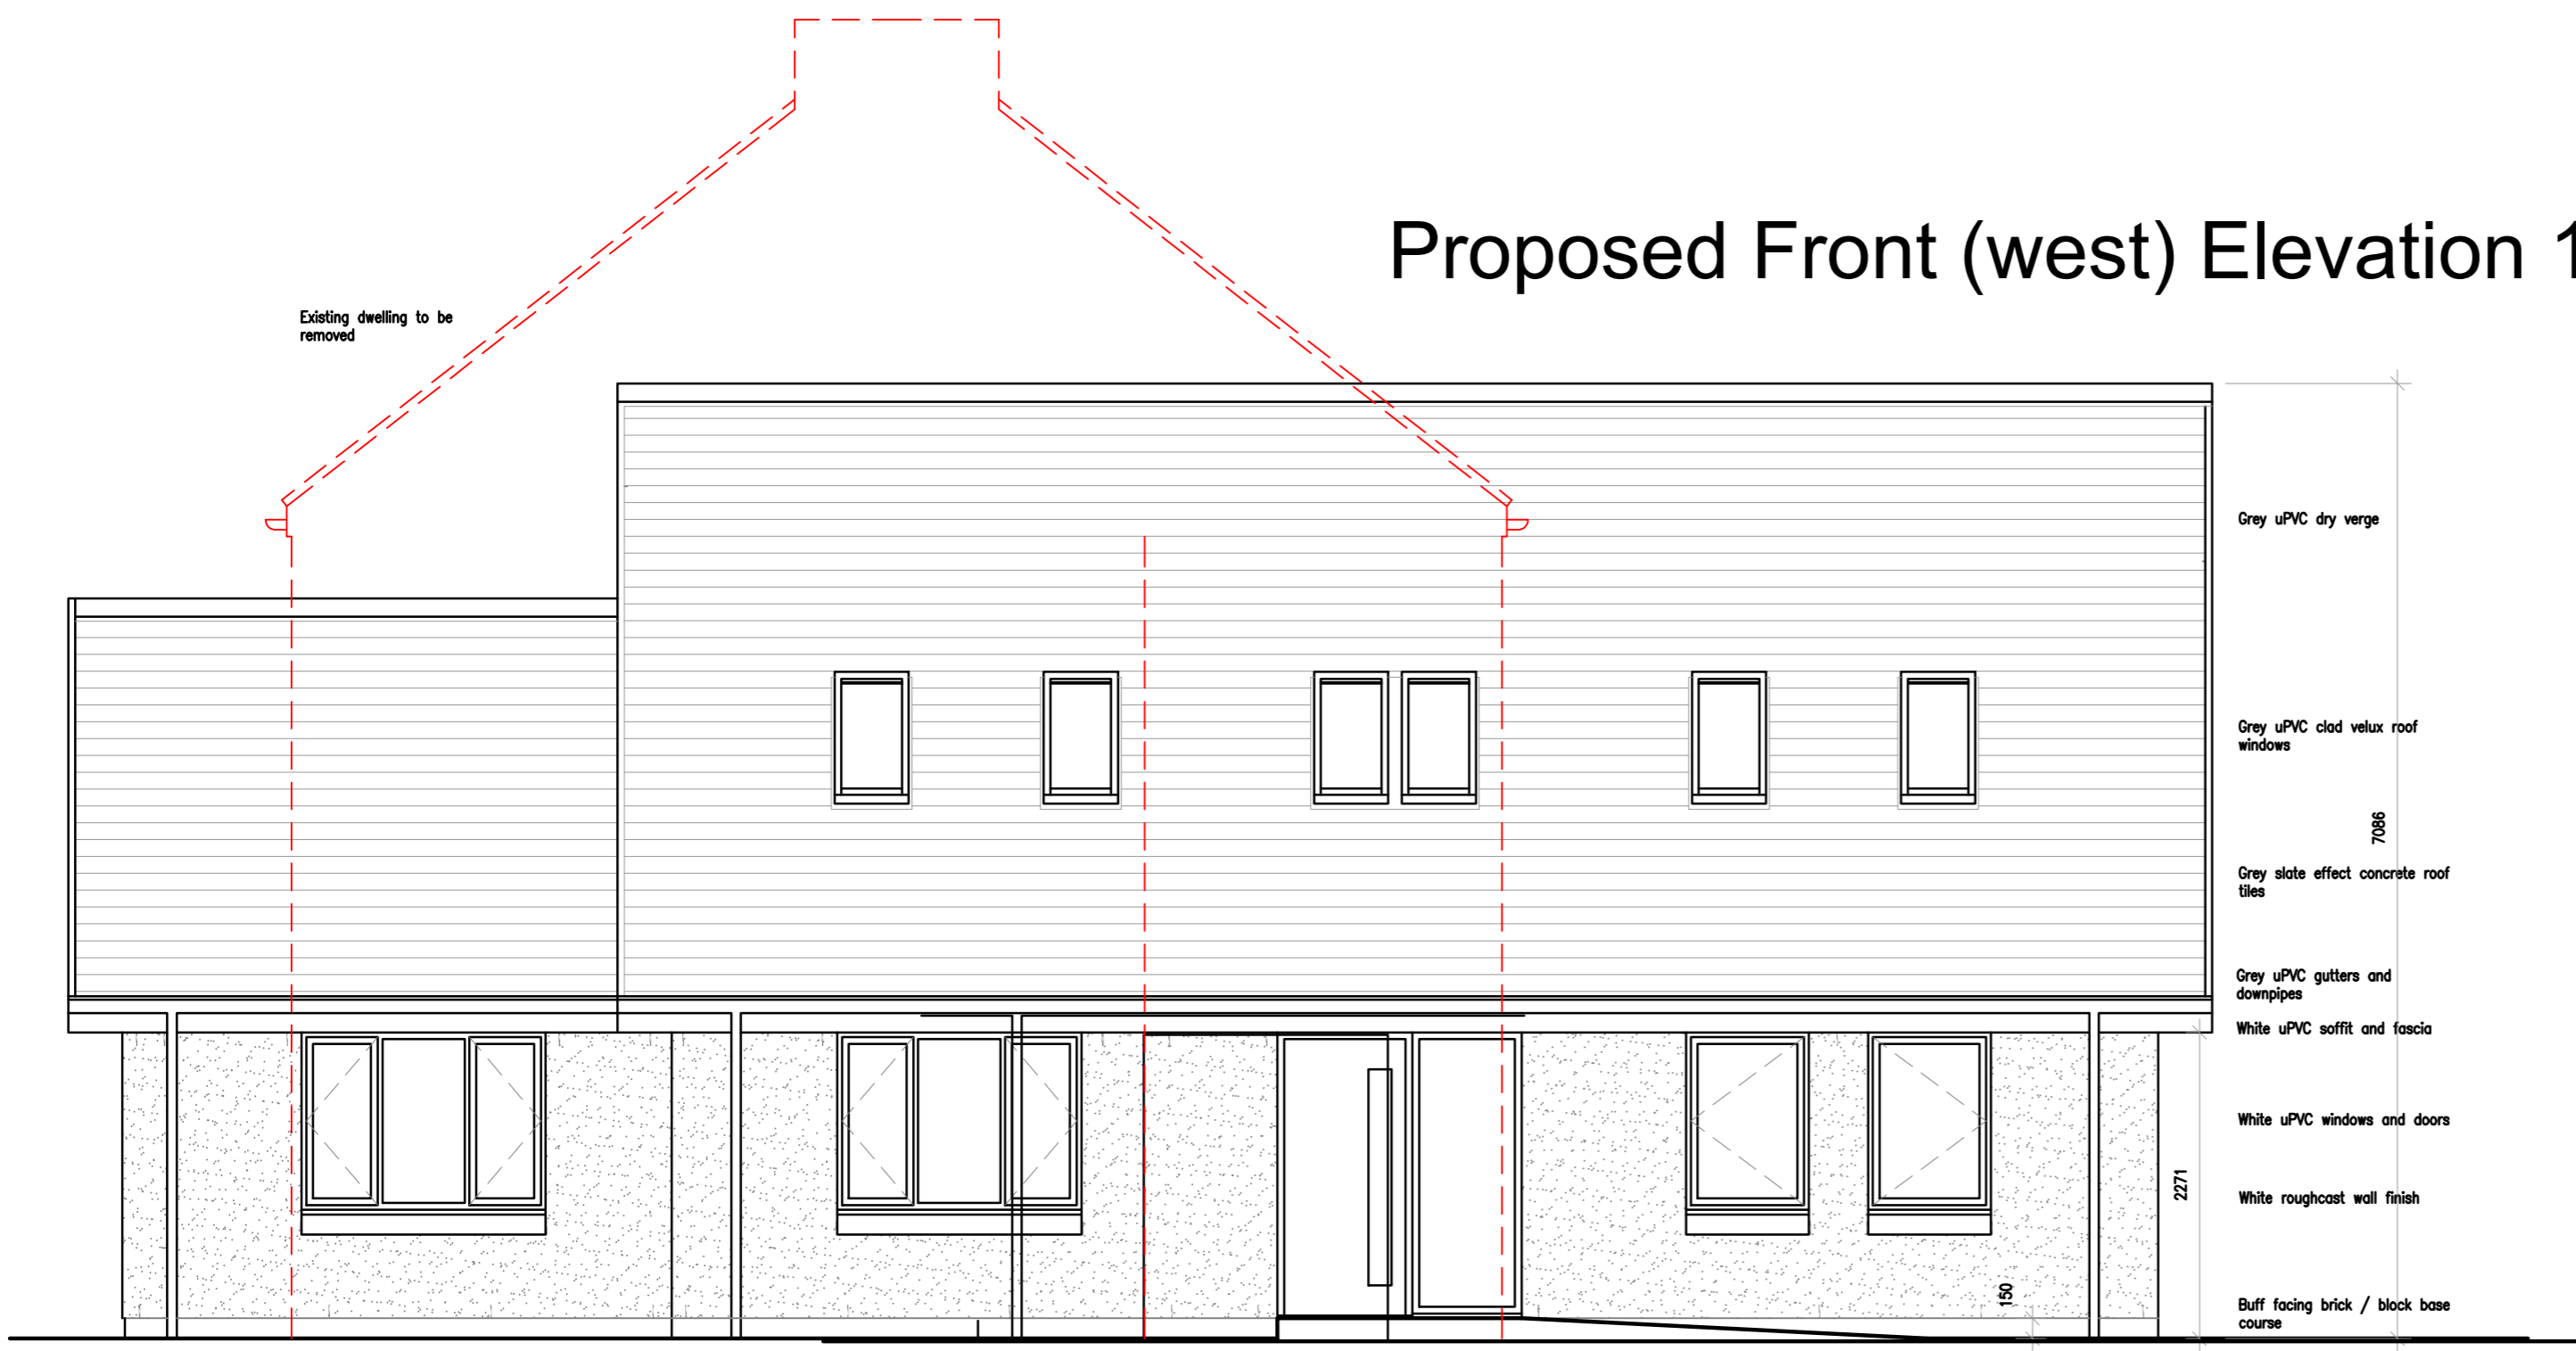 Proposed Front (west) Elevation 1
Existing dwelling to be
removed
Grey uPVC dry verge
Grey uPVC clad velux roof
windows
7086
Grey slate effect concrete roof
tiles
Grey uPVC gutters and
downpipes
White uPVC soffit and fascia
White uPVC windows and doors
2271
White roughcast wall finish
150
Buff facing brick / block base
course